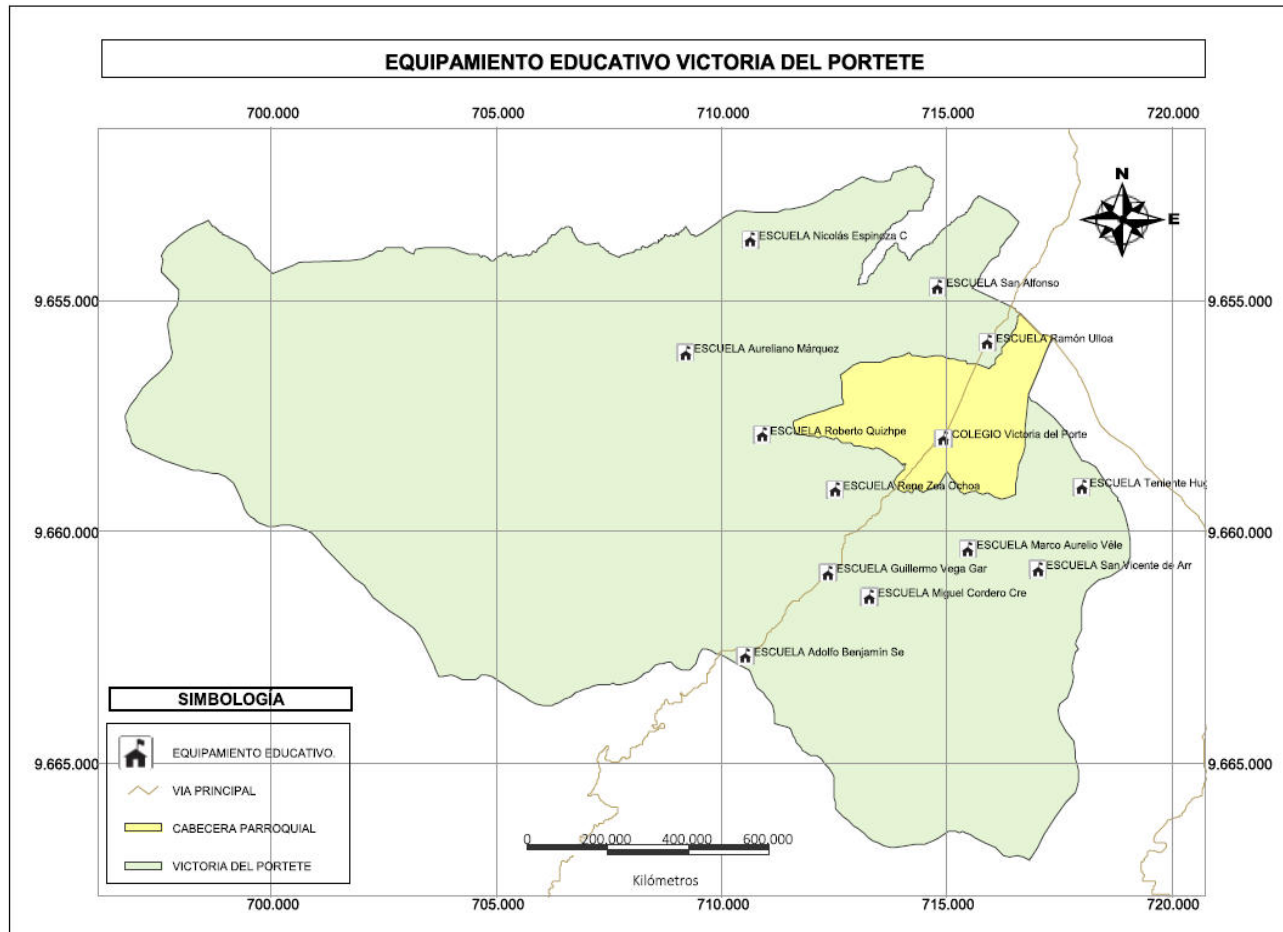 EQUIPAMIENTO EDUCATIVO VICTORIA DEL PORTETE
700.000 705.000 710.000 715.000 720.000
N
E
ESCUELA Nicolás Espinoza C
ESCUELA San Alfonso
9.655.000 9.655.000
ESCUELA Ramón Ulloa
ESCUELA Aureliano Márquez
ESCUELA Roberto Quizhpe
COLEGIO Victoria del Porte
ESCUELA Rene Zea Ochoa
ESCUELA Teniente Hug
9.660.000 9.660.000
ESCUELA Marco Aurelio Véle
ESCUELA Guillermo Vega Gar
ESCUELA San Vicente de Arr
ESCUELA Miguel Cordero Cre
ESCUELA Adolfo Benjamín Se
SIMBOLOGÍA
EQUIPAMIENTO EDUCATIVO.
VIA PRINCIPAL
CABECERA PARROQUIAL
VICTORIA DEL PORTETE
9.665.000 9.665.000
0 200.000 400.000 600.000
Kilómetros
700.000 705.000 710.000 715.000 720.000